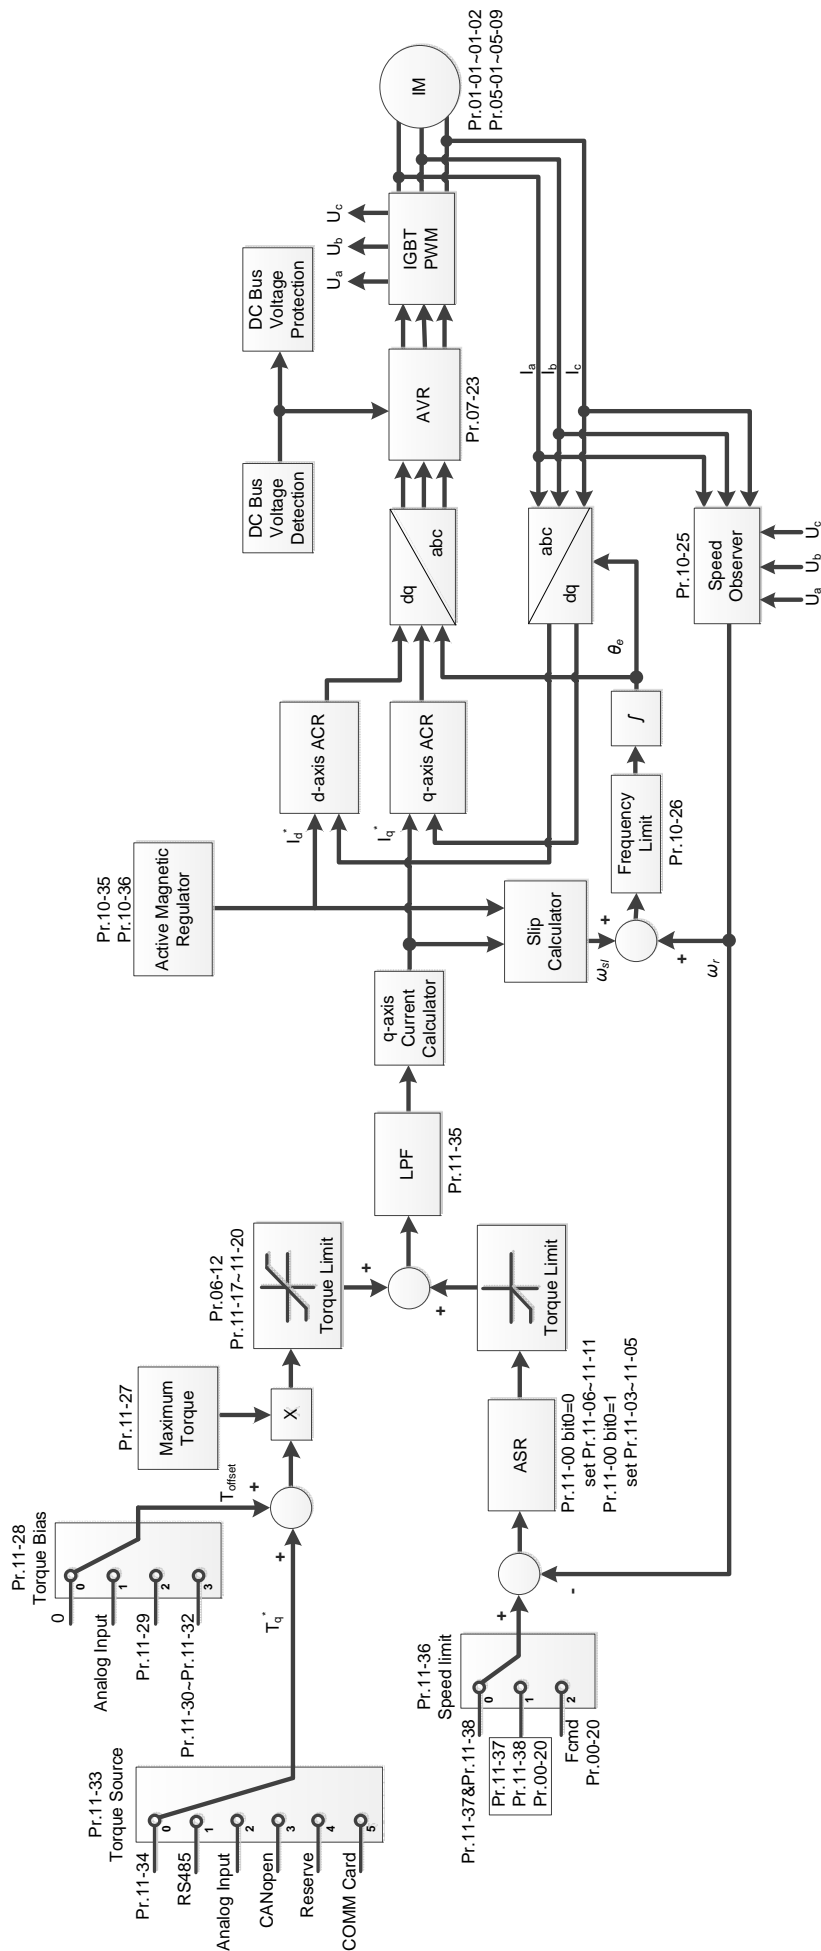 Pr.11-33
Torque Source
Pr.11-34
RS485
Analog Input
CANopen
Reserve
COMM Card
0
1
2
3
4
5
Tq*
Pr.11-28
Torque Bias
0
Analog Input
Pr.11-29
Pr.11-30~Pr.11-32
0
1
2
3
Toffset
+
+
Pr.11-27
Maximum
Torque
X
Pr.06-12
Pr.11-17~11-20
Torque Limit
+
+
Pr.11-36
Speed limit
Pr.11-37&Pr.11-38
Pr.11-37
Pr.11-38
Pr.00-20
Fcmd
Pr.00-20
0
1
2
+
-
ASR
Pr.11-00 bit0=0
set Pr.11-06~11-11
Pr.11-00 bit0=1
set Pr.11-03~11-05
Torque Limit
LPF
Pr.11-35
q-axis
Current
Calculator
Pr.10-35
Pr.10-36
Active Magnetic
Regulator
Slip
Calculator
ωsl
+
+
ωr
Id*
Iq*
d-axis ACR
q-axis ACR
Frequency
Limit
Pr.10-26
∫
θe
dq
abc
abc
dq
DC Bus
Voltage
Detection
DC Bus
Voltage
Protection
AVR
Pr.07-23
IGBT
PWM
Ua
Ub
Uc
IM
Pr.01-01~01-02
Pr.05-01~05-09
Ia
Ib
Ic
Pr.10-25
Speed
Observer
Ua
Ub
Uc